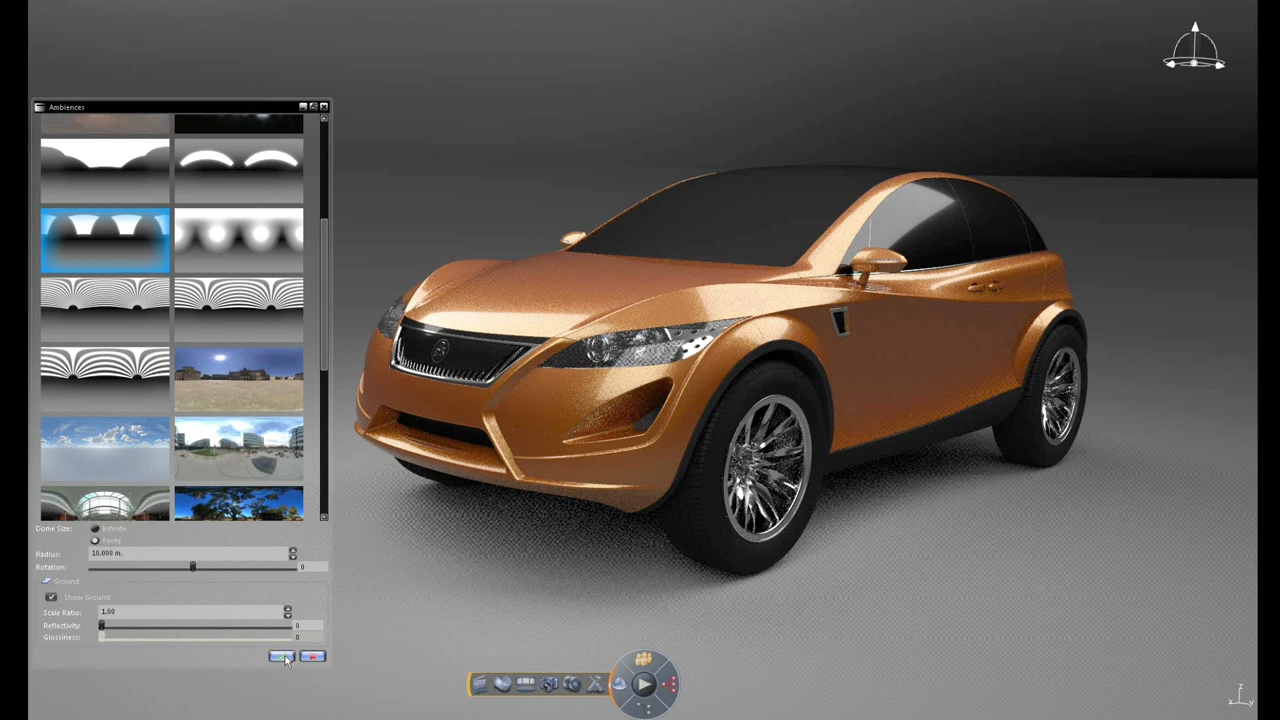 Ambiences
Dome Size: Infinite
Finite
Radius: 10.000 m.
Rotation: 0
Ground
Show Ground
Scale Ratio: 1.00
Reflectivity: 0
Glossiness: 0
z
x y